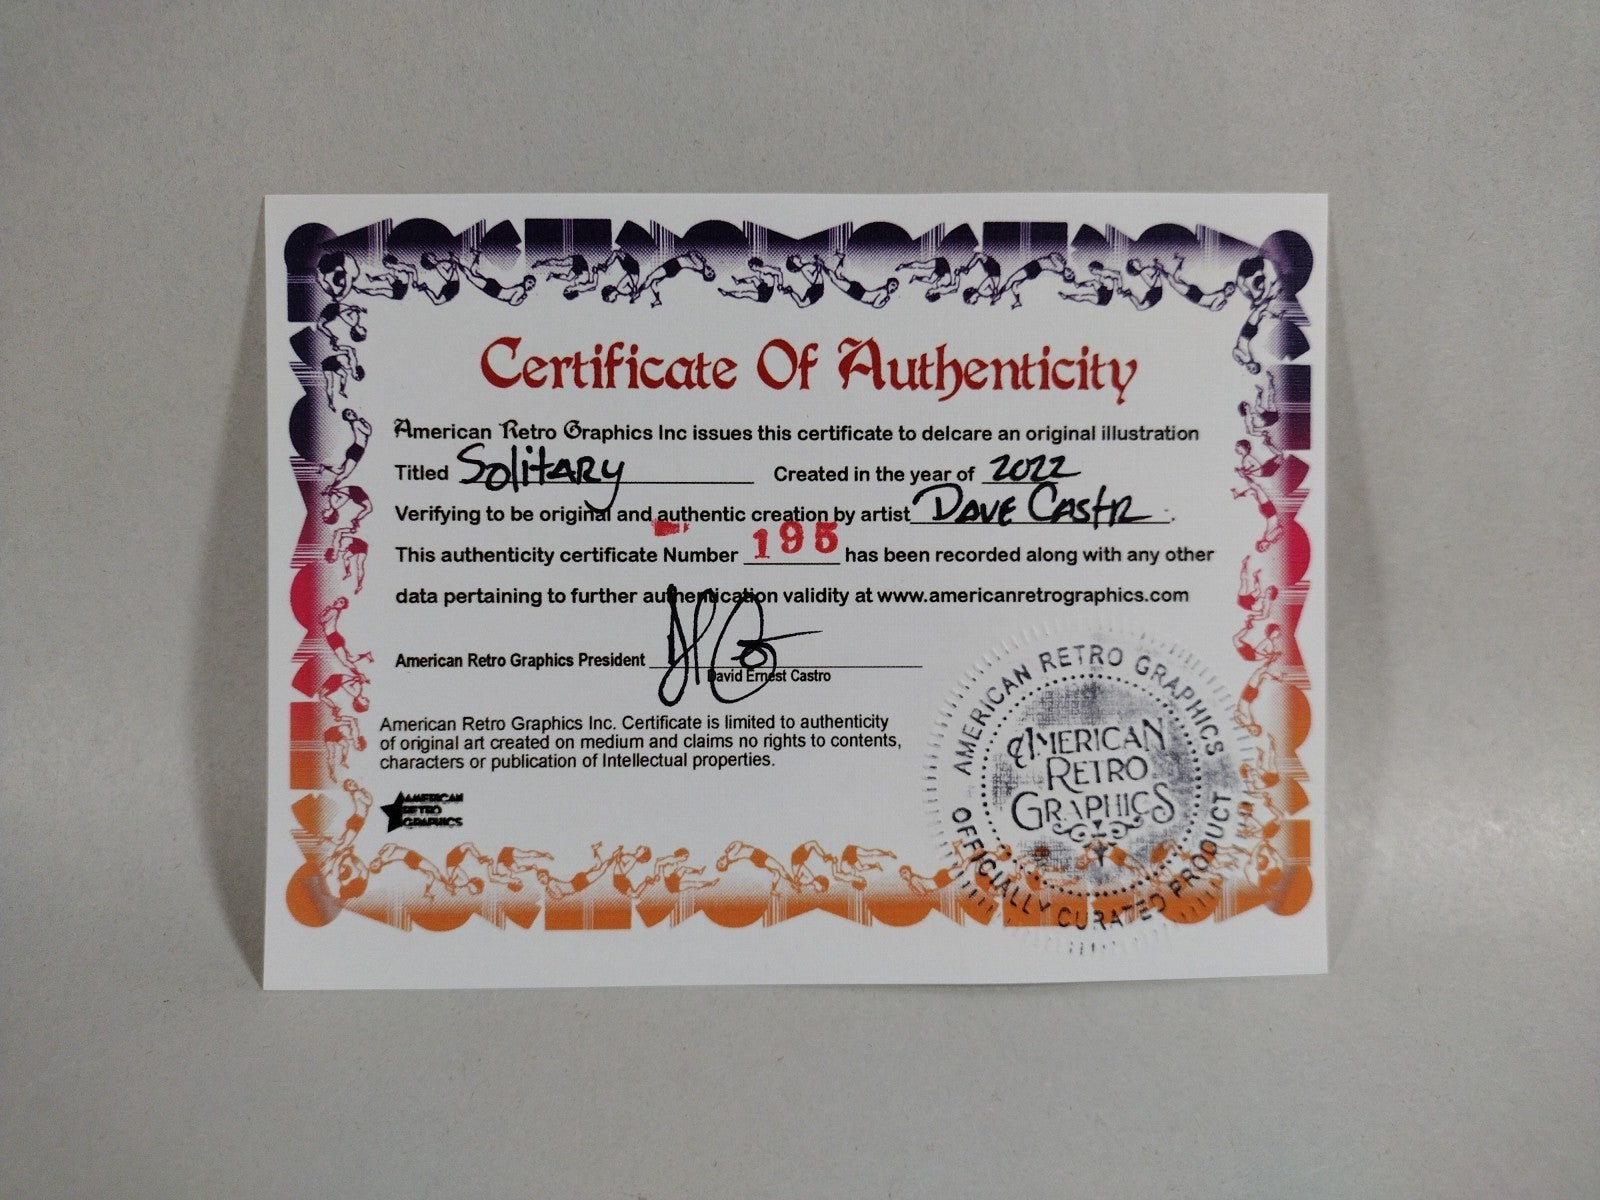 Certificate Of Authenticity
American Retro Graphics Inc issues this certificate to delcare an original illustration
Titled Solitary Created in the year of 2022
Verifying to be original and authentic creation by artist Dave Castr
This authenticity certificate Number 195 has been recorded along with any other
data pertaining to further authentication validity at www.americanretrographics.com
American Retro Graphics President
David Ernest Castro
American Retro Graphics Inc. Certificate is limited to authenticity
of original art created on medium and claims no rights to contents,
characters or publication of Intellectual properties.
AMERICAN
RETRO
GRAPHICS
AMERICAN RETRO GRAPHICS
AMERICAN
RETRO
GRAPHICS
OFFICIALLY CURATED PRODUCT